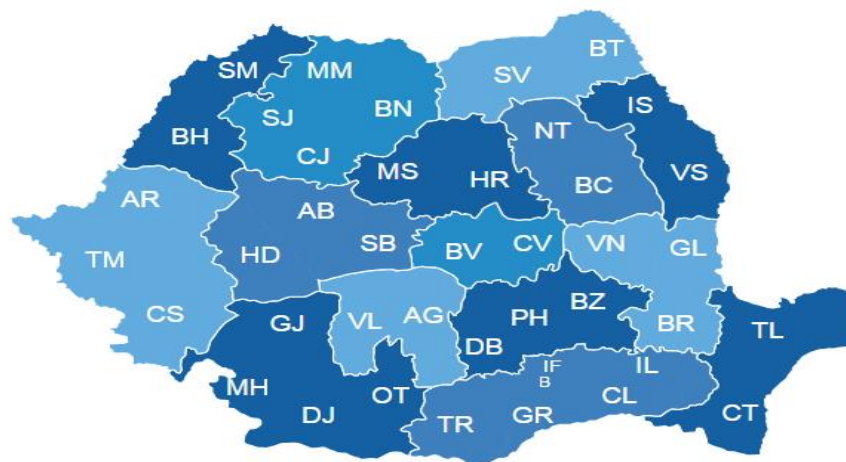 BT
SM
MM
SV
BN
IS
SJ
NT
BH
CJ
MS
HR
BC
VS
AR
AB
HD
SB
BV
CV
VN
GL
TM
CS
GJ
VL
AG
PH
BZ
BR
TL
DB
IF
B
IL
MH
OT
CL
DJ
TR
GR
CT